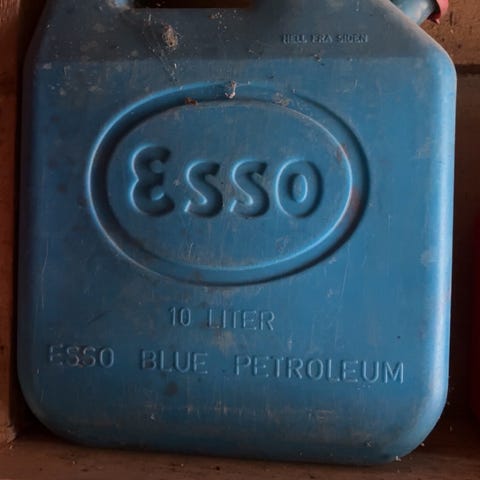 HELL FRA SIDEN
Esso
10 LITER
ESSO BLUE PETROLEUM